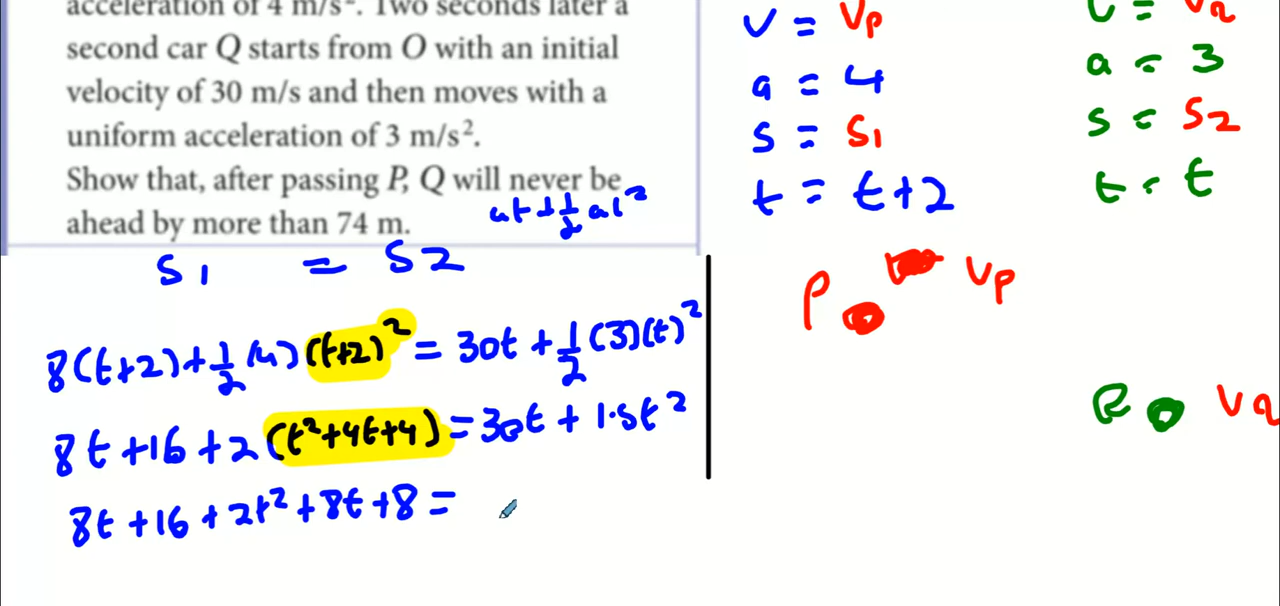 acceleration of 4 m/s². Two seconds later a
second car Q starts from O with an initial
velocity of 30 m/s and then moves with a
uniform acceleration of 3 m/s².
Show that, after passing P, Q will never be
ahead by more than 74 m.
ut + ½ at²
S1 = S2
8(t+2) + ½ (4) (t+2)² = 30t + ½ (3)(t)²
8t + 16 + 2 (t²+4t+4) = 30t + 1.5t²
8t + 16 + 2t² + 8t + 8 =
v = Vp
a = 4
s = S1
t = t+2
a = 3
s = S2
t = t
P Vp